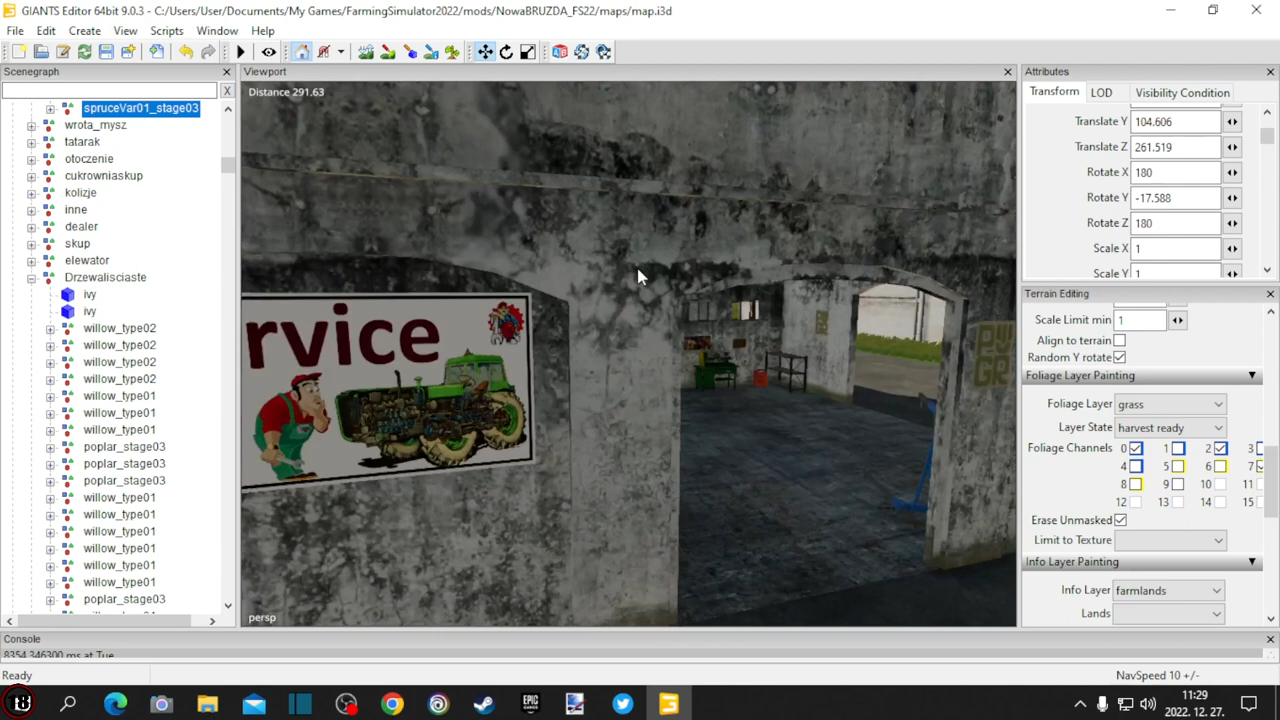 GIANTS Editor 64bit 9.0.3 - C:/Users/User/Documents/My Games/FarmingSimulator2022/mods/NowaBRUZDA_FS22/maps/map.i3d
File Edit Create View Scripts Window Help
Scenegraph
X
spruceVar01_stage03
wrota_mysz
tatarak
otoczenie
cukrowniaskup
kolizje
inne
dealer
skup
elewator
Drzewalisciaste
ivy
ivy
willow_type02
willow_type02
willow_type02
willow_type02
willow_type01
willow_type01
willow_type01
poplar_stage03
poplar_stage03
poplar_stage03
willow_type01
willow_type01
willow_type01
willow_type01
willow_type01
willow_type01
poplar_stage03
Viewport
Distance 291.63
rvice
persp
Attributes
Transform LOD Visibility Condition
Translate Y 104.606
Translate Z 261.519
Rotate X 180
Rotate Y -17.588
Rotate Z 180
Scale X 1
Scale Y 1
Terrain Editing
Scale Limit min 1
Align to terrain
Random Y rotate
Foliage Layer Painting
Foliage Layer grass
Layer State harvest ready
Foliage Channels 0 1 2 3
4 5 6 7
8 9 10 11
12 13 14 15
Erase Unmasked
Limit to Texture
Info Layer Painting
Info Layer farmlands
Lands
Console
8354.346300 ms at Tue
Ready
NavSpeed 10 +/-
EPIC
GAMES
11:29
2022. 12. 27.